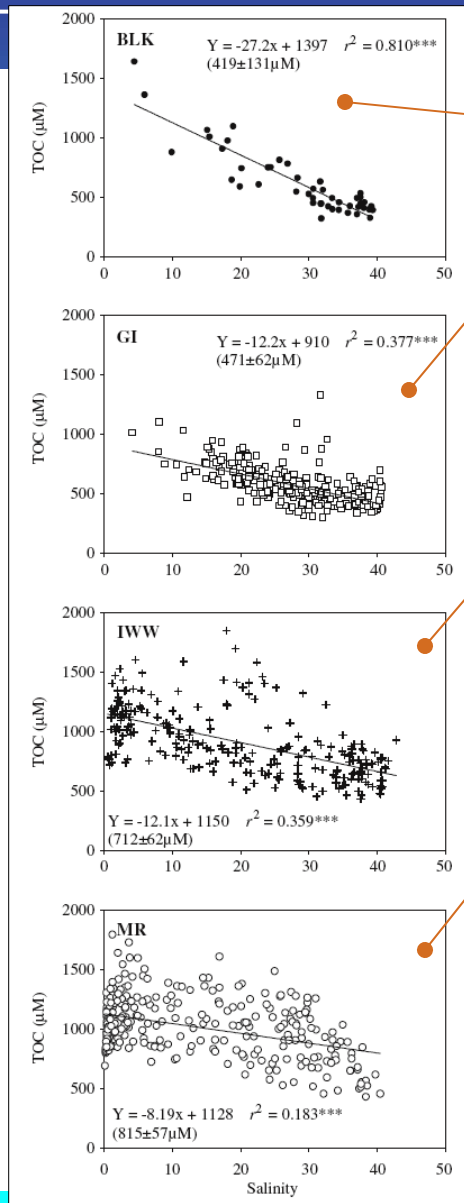 BLK
Y = -27.2x + 1397 r² = 0.810***
(419±131μM)
TOC (μM)
2000
1500
1000
500
0
0 10 20 30 40 50
GI
Y = -12.2x + 910 r² = 0.377***
(471±62μM)
TOC (μM)
2000
1500
1000
500
0
0 10 20 30 40 50
IWW
TOC (μM)
2000
1500
1000
500
0
Y = -12.1x + 1150 r² = 0.359***
(712±62μM)
0 10 20 30 40 50
MR
TOC (μM)
2000
1500
1000
500
0
Y = -8.19x + 1128 r² = 0.183***
(815±57μM)
0 10 20 30 40 50
Salinity